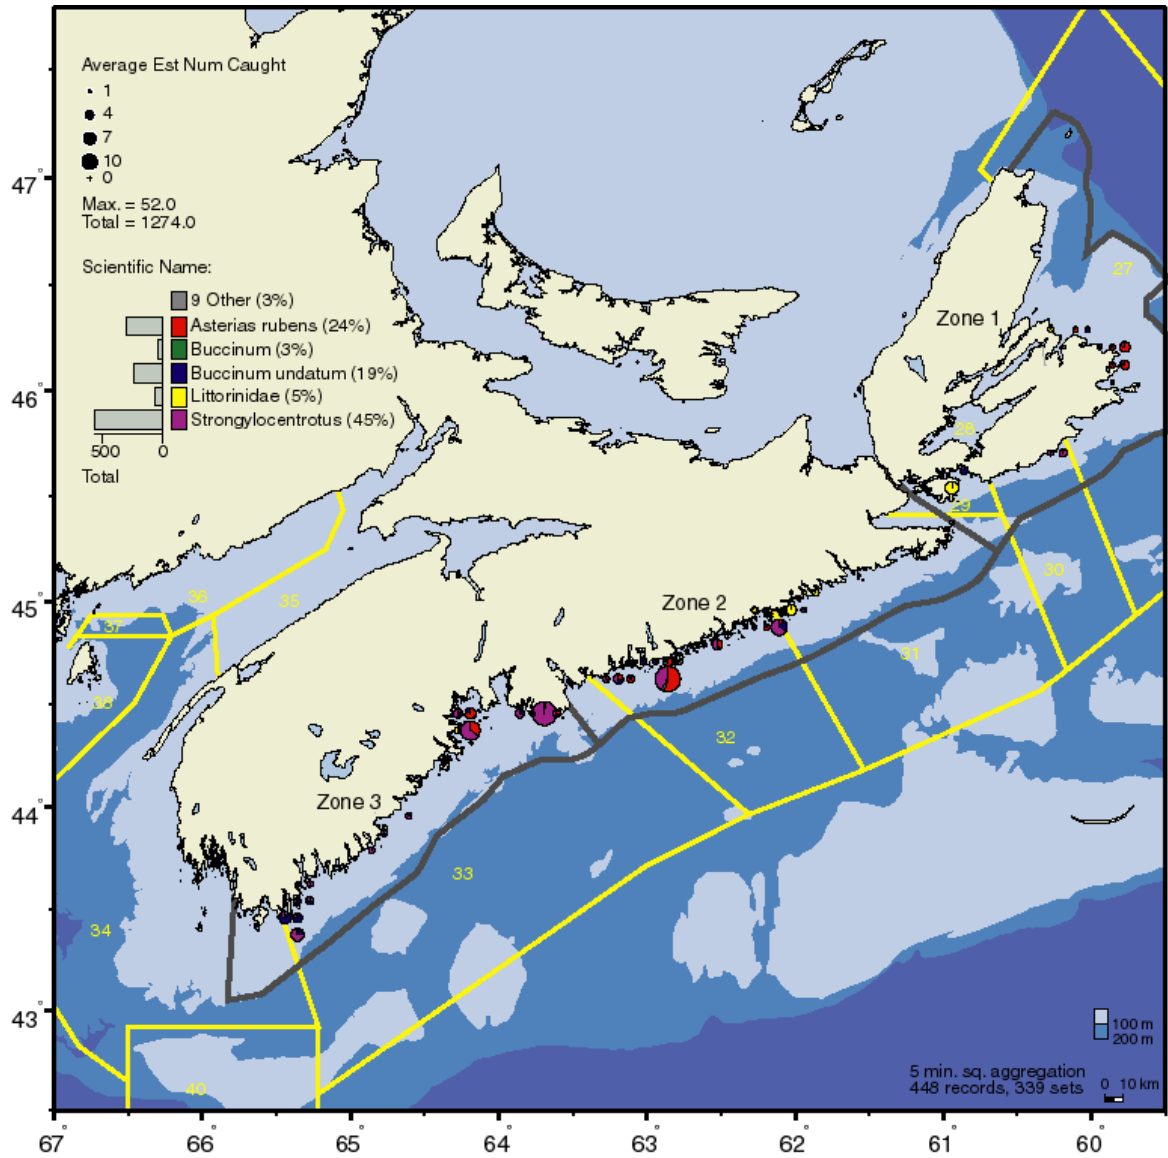 Average Est Num Caught
1
4
7
10
0
Max. = 52.0
Total = 1274.0
Scientific Name:
9 Other (3%)
Asterias rubens (24%)
Buccinum (3%)
Buccinum undatum (19%)
Littorinidae (5%)
Strongylocentrotus (45%)
500 0
Total
47°
46°
45°
44°
43°
Zone 1
Zone 2
Zone 3
27
28
29
30
31
32
33
34
35
36
37
38
40
100 m
200 m
5 min. sq. aggregation
448 records, 339 sets
0 10 km
67° 66° 65° 64° 63° 62° 61° 60°